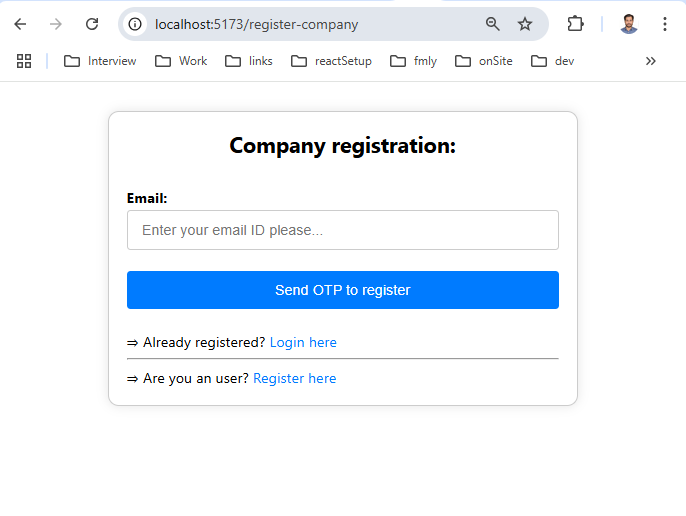 localhost:5173/register-company
Interview Work links reactSetup fmly onSite dev
Company registration:
Email:
Enter your email ID please...
Send OTP to register
⇒ Already registered? Login here
⇒ Are you an user? Register here